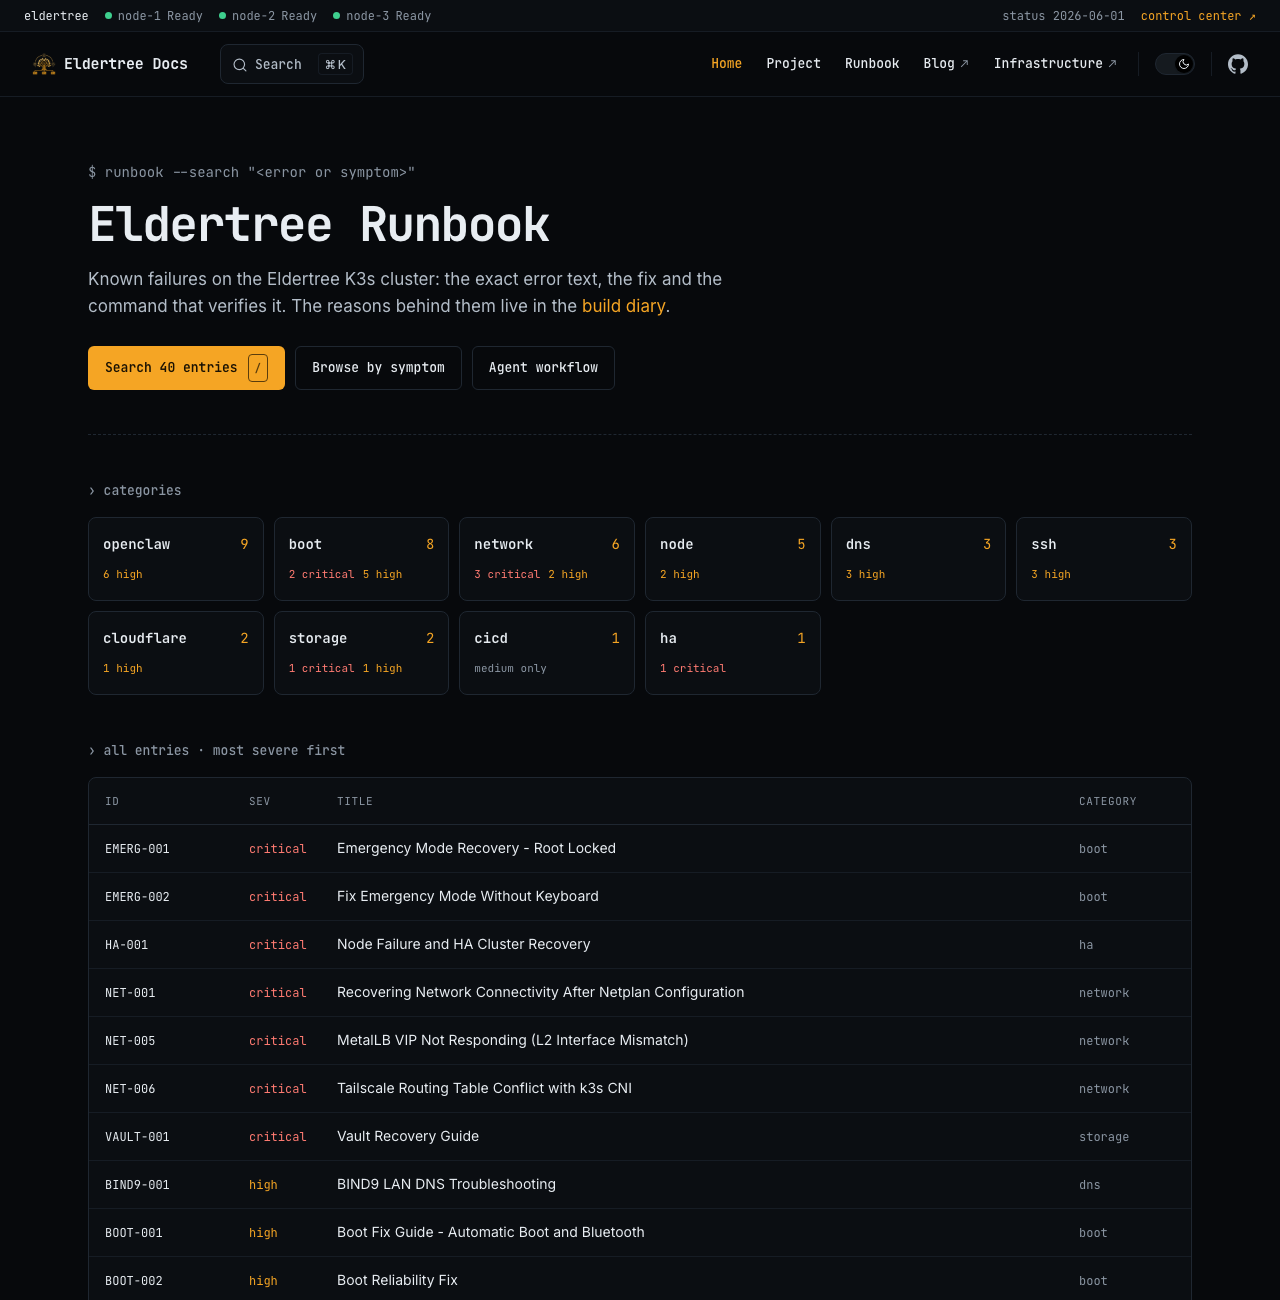 eldertree node-1 Ready node-2 Ready node-3 Ready status 2026-06-01 control center ↗
Eldertree Docs Search ⌘ K Home Project Runbook Blog ↗ Infrastructure ↗
$ runbook --search "<error or symptom>"
Eldertree Runbook
Known failures on the Eldertree K3s cluster: the exact error text, the fix and the
command that verifies it. The reasons behind them live in the build diary.
Search 40 entries / Browse by symptom Agent workflow
› categories
openclaw 9 boot 8 network 6 node 5 dns 3 ssh 3
6 high 2 critical 5 high 3 critical 2 high 2 high 3 high 3 high
cloudflare 2 storage 2 cicd 1 ha 1
1 high 1 critical 1 high medium only 1 critical
› all entries · most severe first
ID SEV TITLE CATEGORY
EMERG-001 critical Emergency Mode Recovery - Root Locked boot
EMERG-002 critical Fix Emergency Mode Without Keyboard boot
HA-001 critical Node Failure and HA Cluster Recovery ha
NET-001 critical Recovering Network Connectivity After Netplan Configuration network
NET-005 critical MetalLB VIP Not Responding (L2 Interface Mismatch) network
NET-006 critical Tailscale Routing Table Conflict with k3s CNI network
VAULT-001 critical Vault Recovery Guide storage
BIND9-001 high BIND9 LAN DNS Troubleshooting dns
BOOT-001 high Boot Fix Guide - Automatic Boot and Bluetooth boot
BOOT-002 high Boot Reliability Fix boot